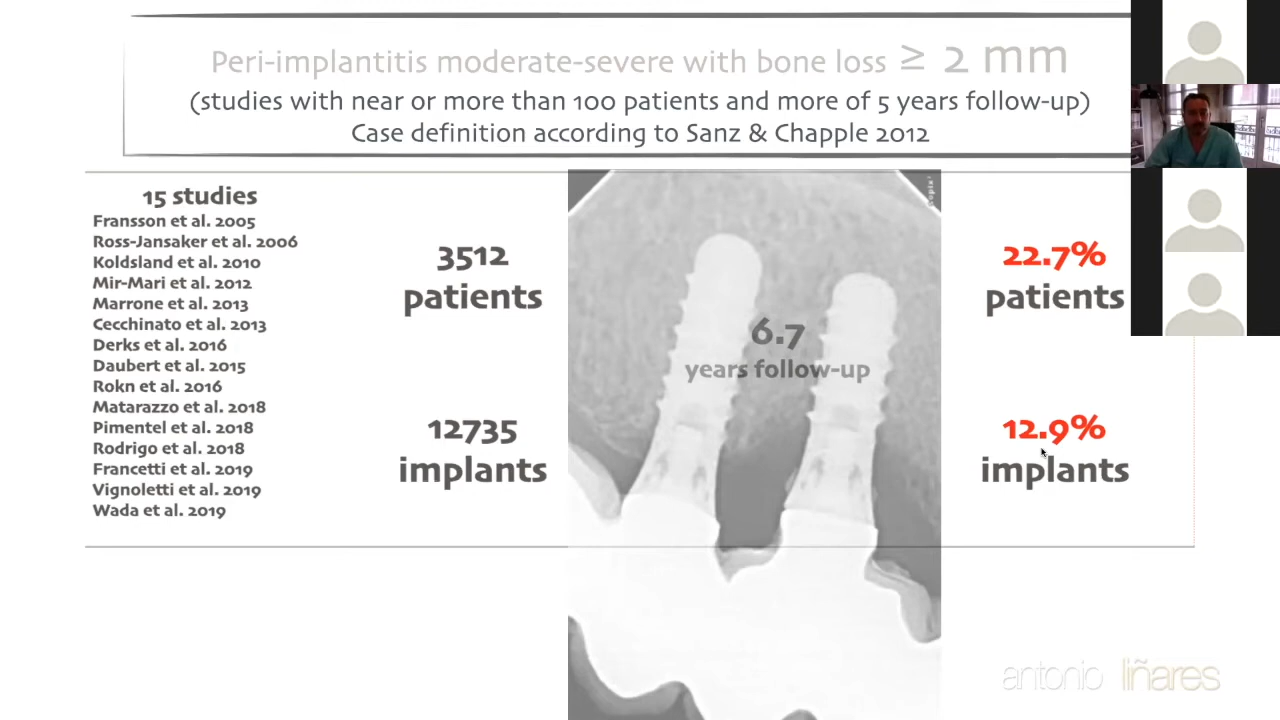 Peri-implantitis moderate-severe with bone loss ≥ 2 mm
(studies with near or more than 100 patients and more of 5 years follow-up)
Case definition according to Sanz & Chapple 2012
15 studies
Fransson et al. 2005
Ross-Jansaker et al. 2006
Koldsland et al. 2010
Mir-Mari et al. 2012
Marrone et al. 2013
Cecchinato et al. 2013
Derks et al. 2016
Daubert et al. 2015
Rokn et al. 2016
Matarazzo et al. 2018
Pimentel et al. 2018
Rodrigo et al. 2018
Francetti et al. 2019
Vignoletti et al. 2019
Wada et al. 2019
3512
patients
12735
implants
6.7
years follow-up
22.7%
patients
12.9%
implants
antonio liñares